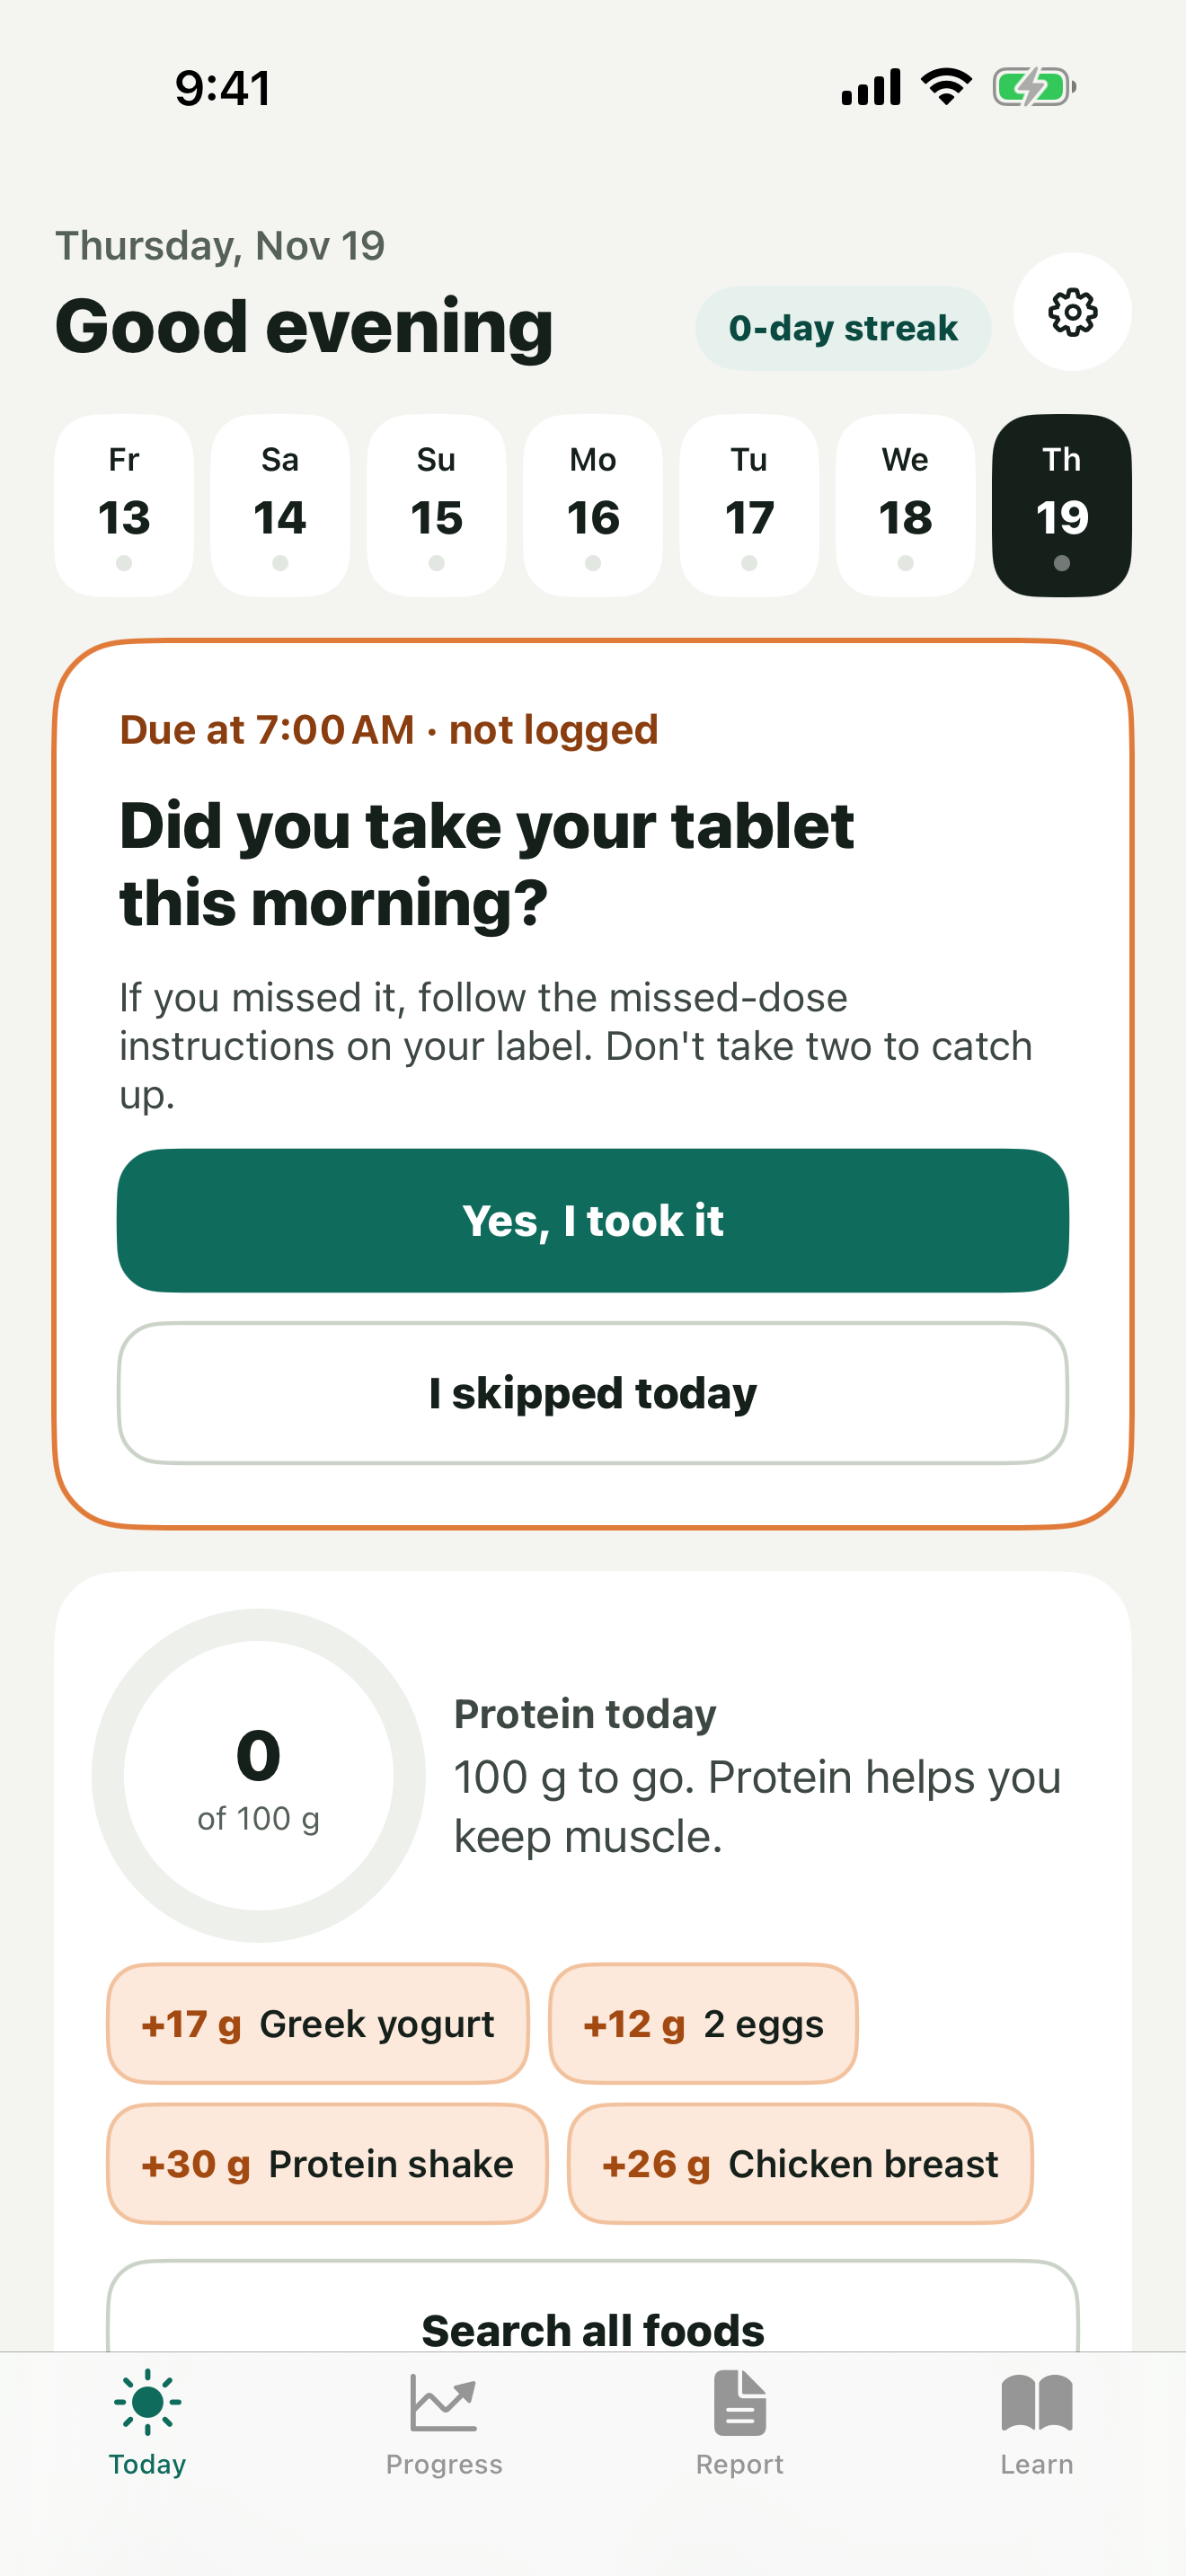 9:41
Thursday, Nov 19
Good evening
0-day streak
Fr Sa Su Mo Tu We Th
13 14 15 16 17 18 19
Due at 7:00 AM · not logged
Did you take your tablet
this morning?
If you missed it, follow the missed-dose
instructions on your label. Don't take two to catch
up.
Yes, I took it
I skipped today
0
of 100 g
Protein today
100 g to go. Protein helps you
keep muscle.
+17 g Greek yogurt
+12 g 2 eggs
+30 g Protein shake
+26 g Chicken breast
Search all foods
Today
Progress
Report
Learn